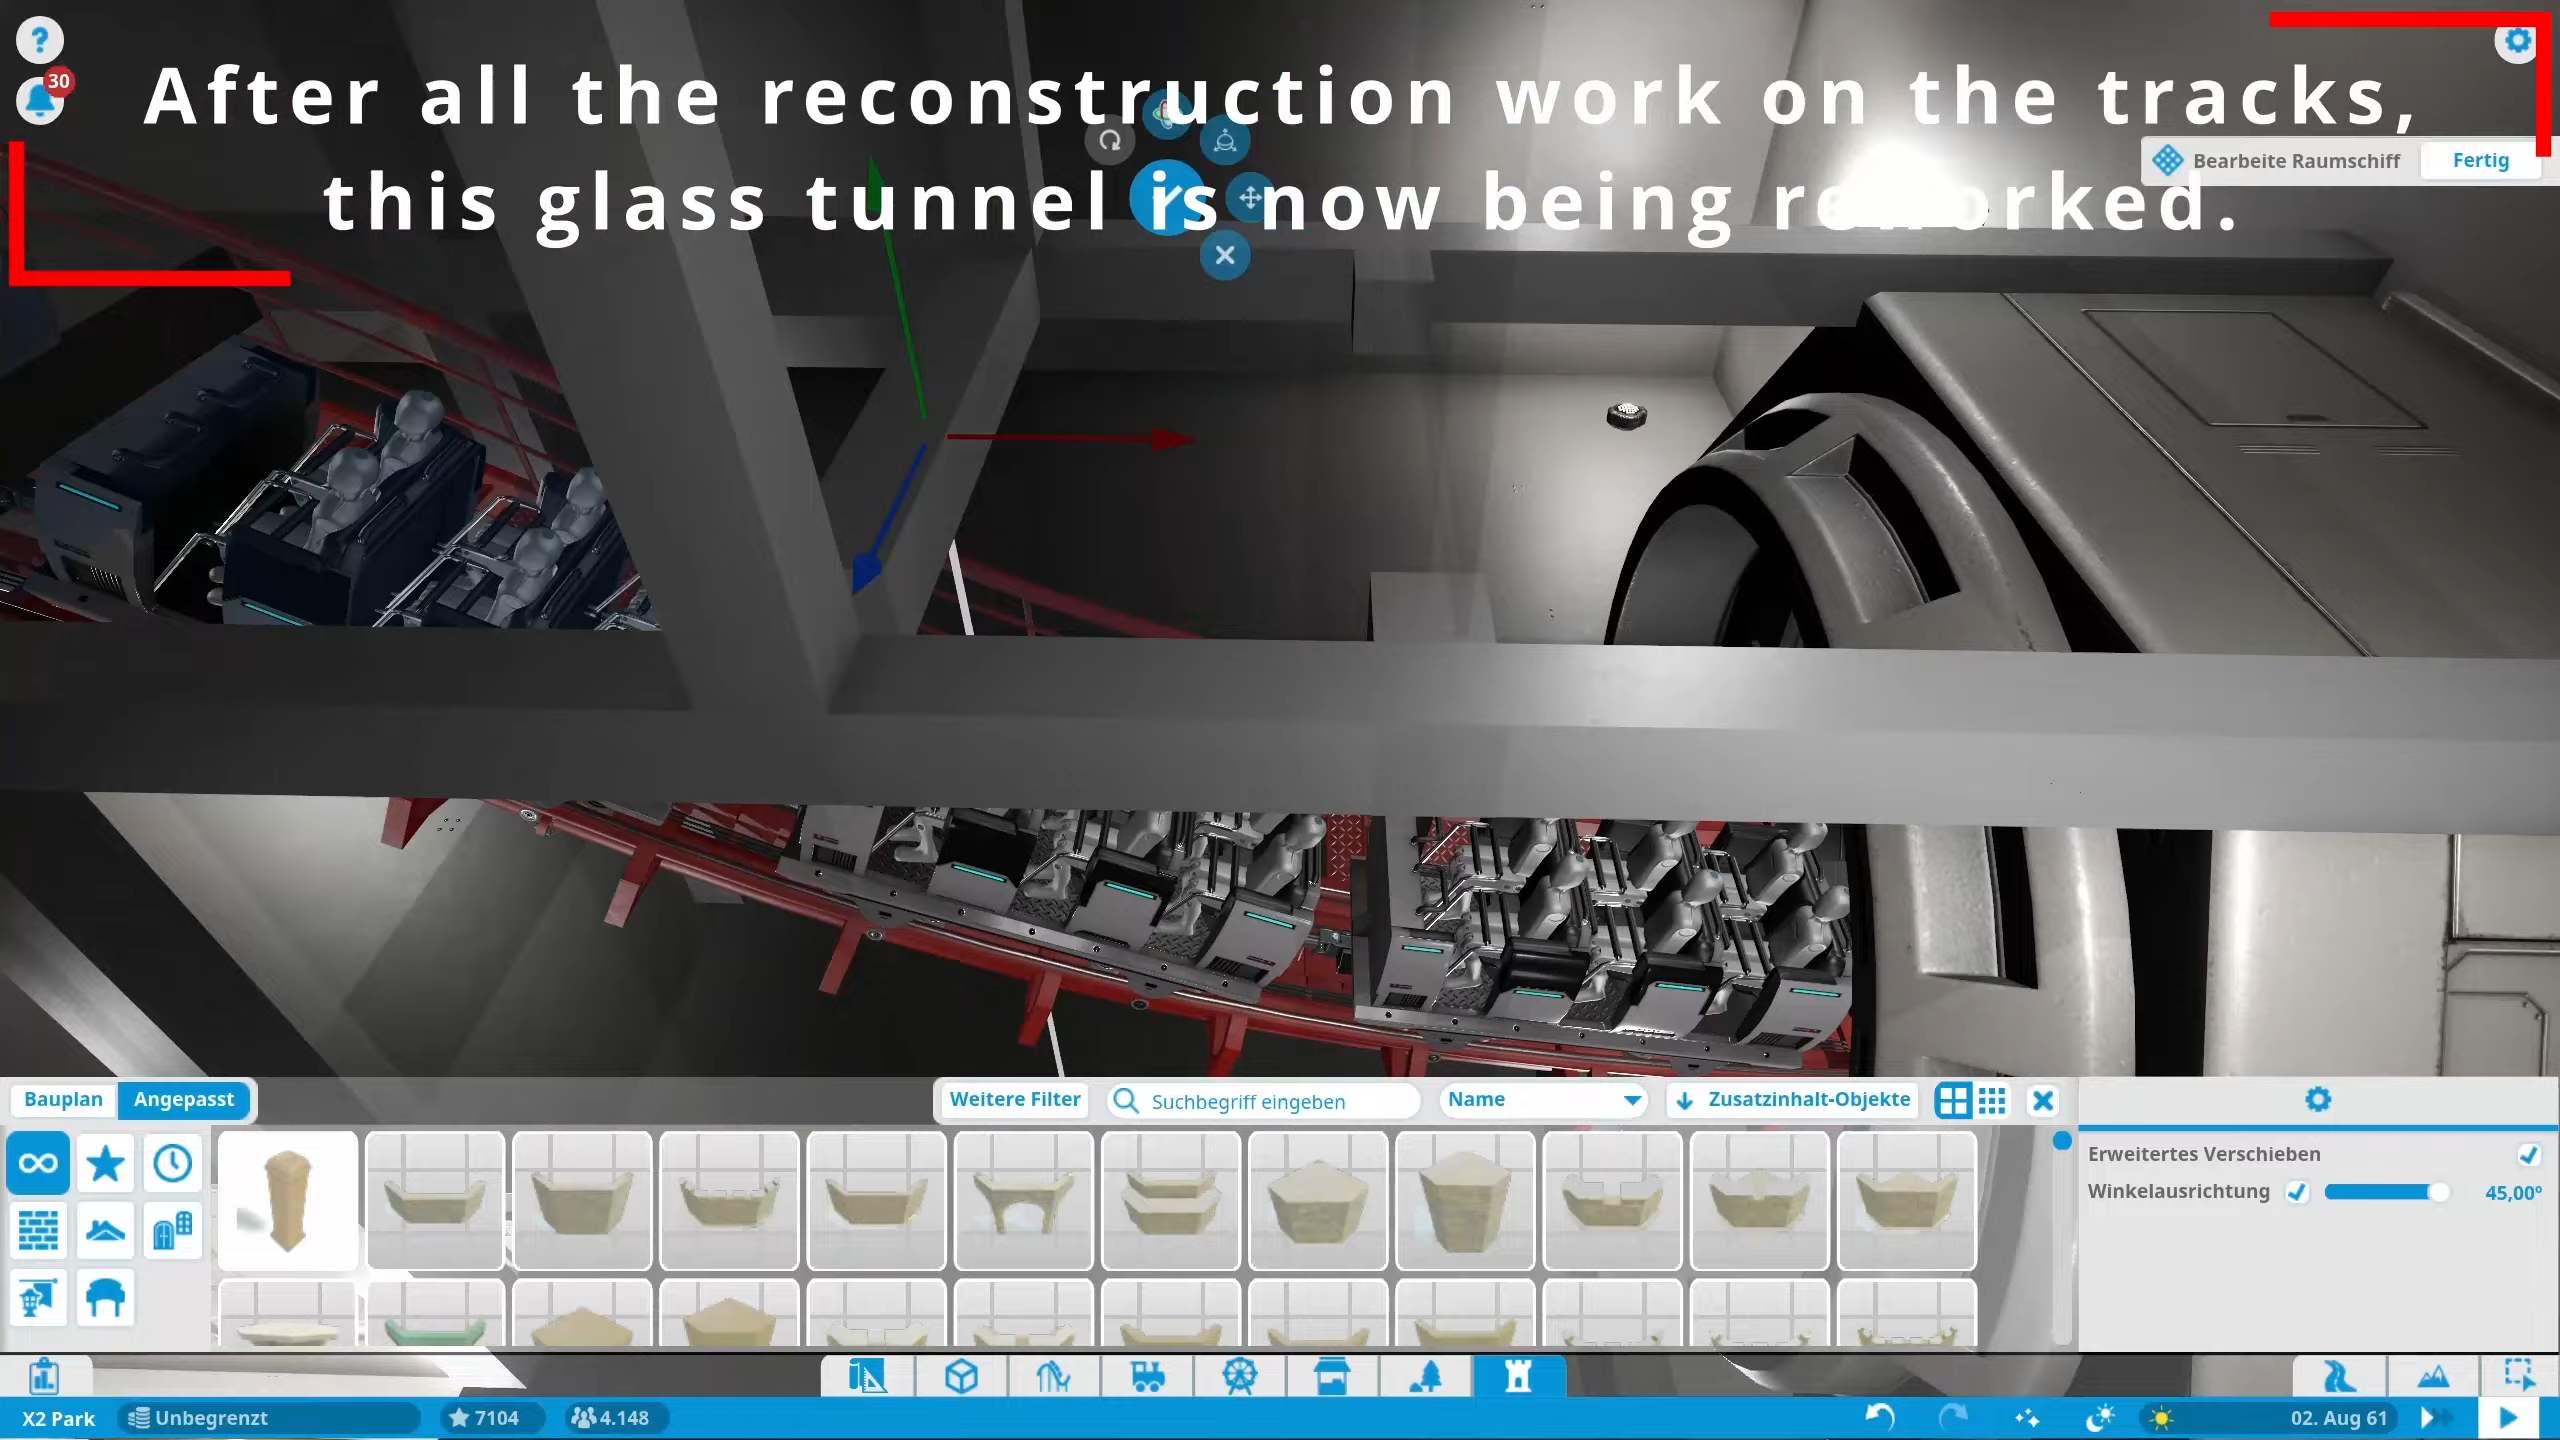 After all the reconstruction work on the tracks,
this glass tunnel is now being reworked.
?
30
Bearbeite Raumschiff
Fertig
Bauplan
Angepasst
Weitere Filter
Suchbegriff eingeben
Name
Zusatzinhalt-Objekte
Erweitertes Verschieben
Winkelausrichtung
45,00°
X2 Park
Unbegrenzt
7104
4.148
02. Aug 61